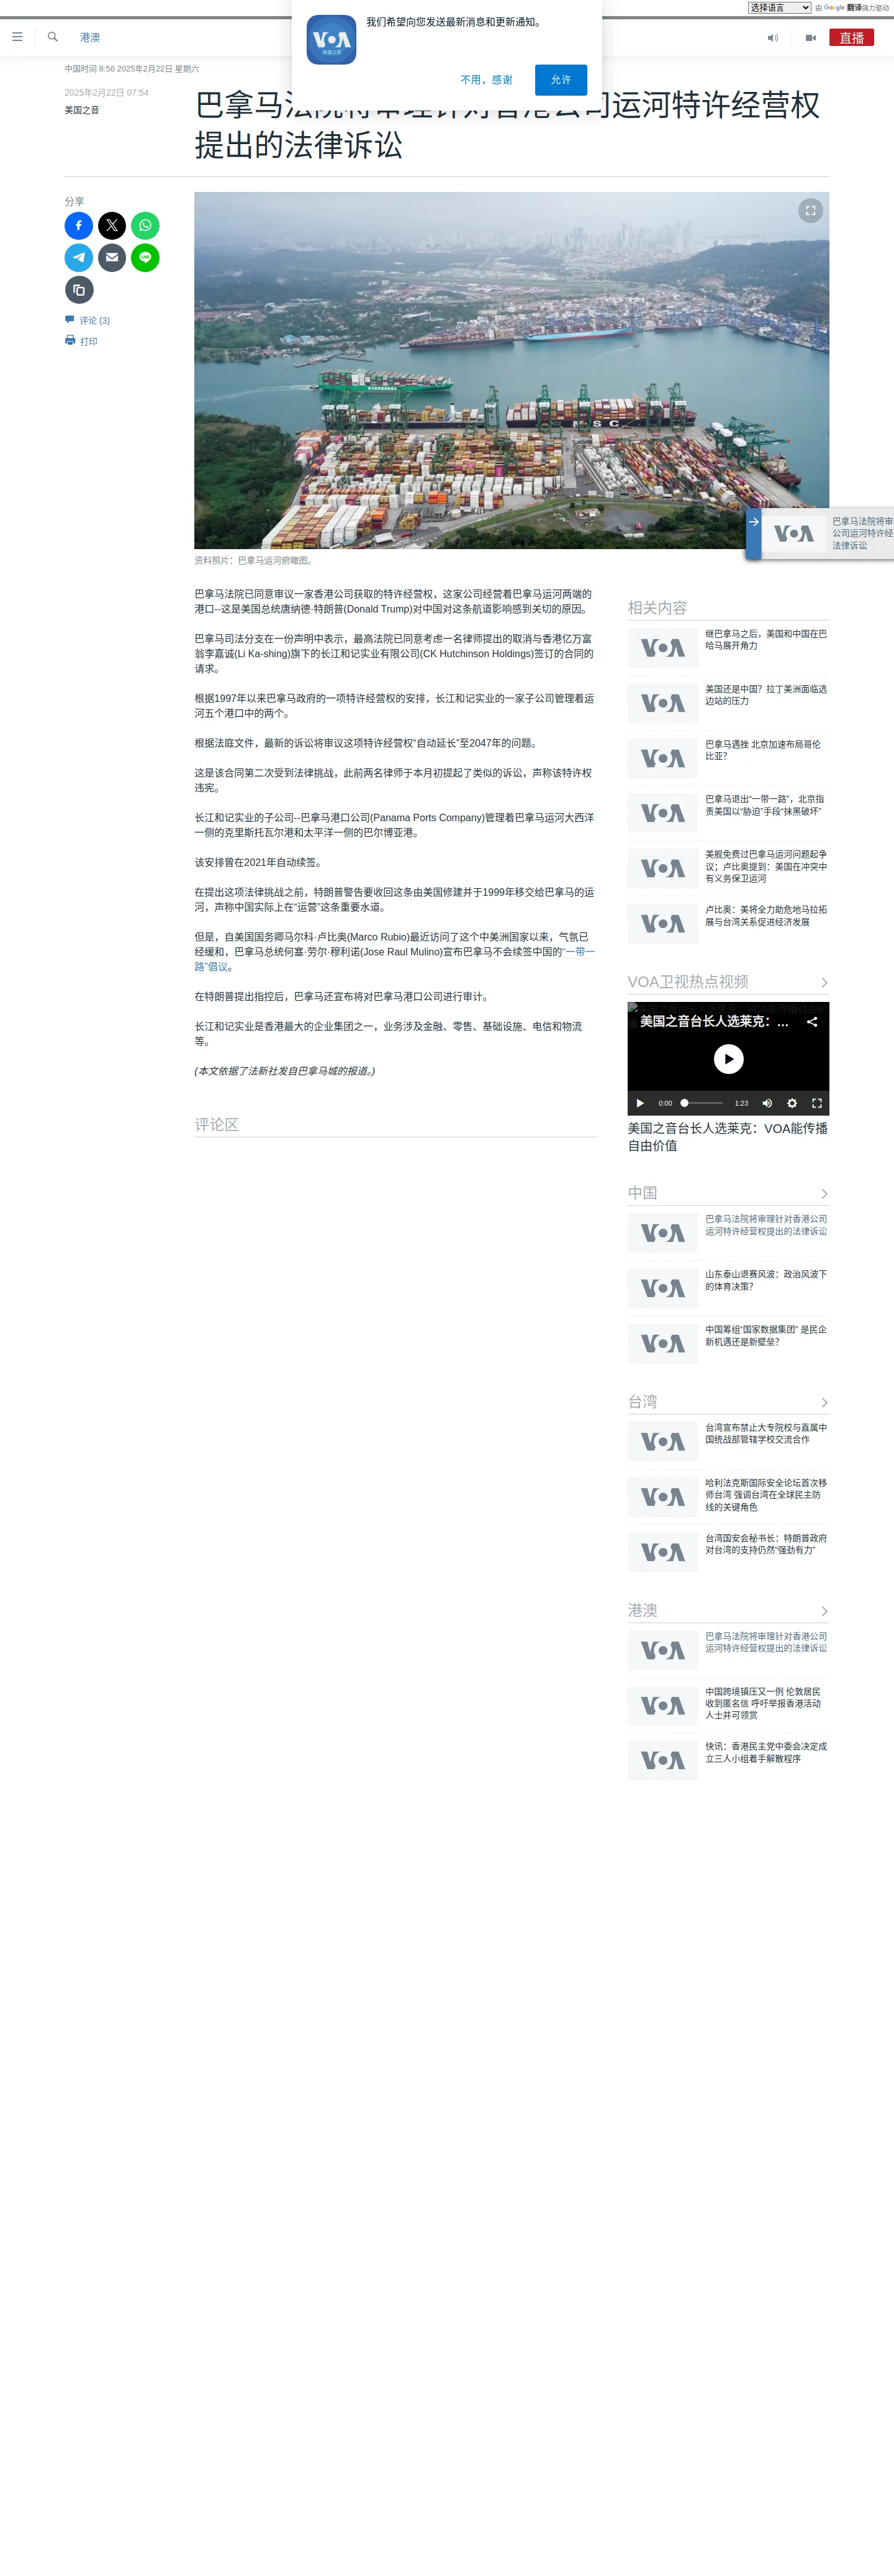 选择语言
由 Google 翻译强力驱动
我们希望向您发送最新消息和更新通知。
VOA
美国之音
不用，感谢
允许
港澳
直播
中国时间 8:56 2025年2月22日 星期六
2025年2月22日 07:54
美国之音
巴拿马法院将审理针对香港公司运河特许经营权
提出的法律诉讼
分享
评论 (3)
打印
MSC
巴拿马法院将审
公司运河特许经
法律诉讼
资料照片：巴拿马运河俯瞰图。
巴拿马法院已同意审议一家香港公司获取的特许经营权，这家公司经营着巴拿马运河两端的
港口--这是美国总统唐纳德·特朗普(Donald Trump)对中国对这条航道影响感到关切的原因。
巴拿马司法分支在一份声明中表示，最高法院已同意考虑一名律师提出的取消与香港亿万富
翁李嘉诚(Li Ka-shing)旗下的长江和记实业有限公司(CK Hutchinson Holdings)签订的合同的
请求。
根据1997年以来巴拿马政府的一项特许经营权的安排，长江和记实业的一家子公司管理着运
河五个港口中的两个。
根据法庭文件，最新的诉讼将审议这项特许经营权“自动延长”至2047年的问题。
这是该合同第二次受到法律挑战，此前两名律师于本月初提起了类似的诉讼，声称该特许权
违宪。
长江和记实业的子公司--巴拿马港口公司(Panama Ports Company)管理着巴拿马运河大西洋
一侧的克里斯托瓦尔港和太平洋一侧的巴尔博亚港。
该安排曾在2021年自动续签。
在提出这项法律挑战之前，特朗普警告要收回这条由美国修建并于1999年移交给巴拿马的运
河，声称中国实际上在“运营”这条重要水道。
但是，自美国国务卿马尔科·卢比奥(Marco Rubio)最近访问了这个中美洲国家以来，气氛已
经缓和，巴拿马总统何塞·劳尔·穆利诺(Jose Raul Mulino)宣布巴拿马不会续签中国的“一带一
路”倡议。
在特朗普提出指控后，巴拿马还宣布将对巴拿马港口公司进行审计。
长江和记实业是香港最大的企业集团之一，业务涉及金融、零售、基础设施、电信和物流
等。
(本文依据了法新社发自巴拿马城的报道。)
评论区
相关内容
继巴拿马之后，美国和中国在巴
哈马展开角力
美国还是中国？拉丁美洲面临选
边站的压力
巴拿马遇挫 北京加速布局哥伦
比亚？
巴拿马退出“一带一路”，北京指
责美国以“胁迫”手段“抹黑破坏”
美舰免费过巴拿马运河问题起争
议；卢比奥提到：美国在冲突中
有义务保卫运河
卢比奥：美将全力助危地马拉拓
展与台湾关系促进经济发展
VOA卫视热点视频
美国之音台长人选莱克：...
0:00
1:23
美国之音台长人选莱克：VOA能传播
自由价值
中国
巴拿马法院将审理针对香港公司
运河特许经营权提出的法律诉讼
山东泰山退赛风波：政治风波下
的体育决策？
中国筹组“国家数据集团” 是民企
新机遇还是新壁垒？
台湾
台湾宣布禁止大专院校与直属中
国统战部管辖学校交流合作
哈利法克斯国际安全论坛首次移
师台湾 强调台湾在全球民主防
线的关键角色
台湾国安会秘书长：特朗普政府
对台湾的支持仍然“强劲有力”
港澳
巴拿马法院将审理针对香港公司
运河特许经营权提出的法律诉讼
中国跨境镇压又一例 伦敦居民
收到匿名信 呼吁举报香港活动
人士并可领赏
快讯：香港民主党中委会决定成
立三人小组着手解散程序